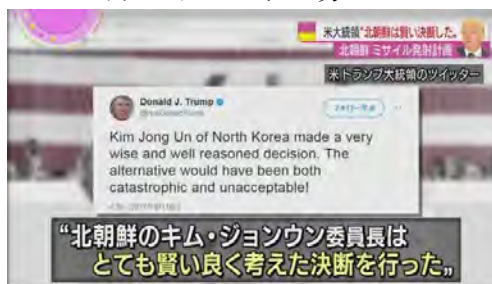 米大統領“北朝鮮は賢い決断した„
北朝鮮 ミサイル発射計画
米トランプ大統領のツイッター
Donald J. Trump
@realDonaldTrump
Kim Jong Un of North Korea made a very
wise and well reasoned decision. The
alternative would have been both
catastrophic and unacceptable!
“北朝鮮のキム・ジョンウン委員長は
とても賢い良く考えた決断を行った„